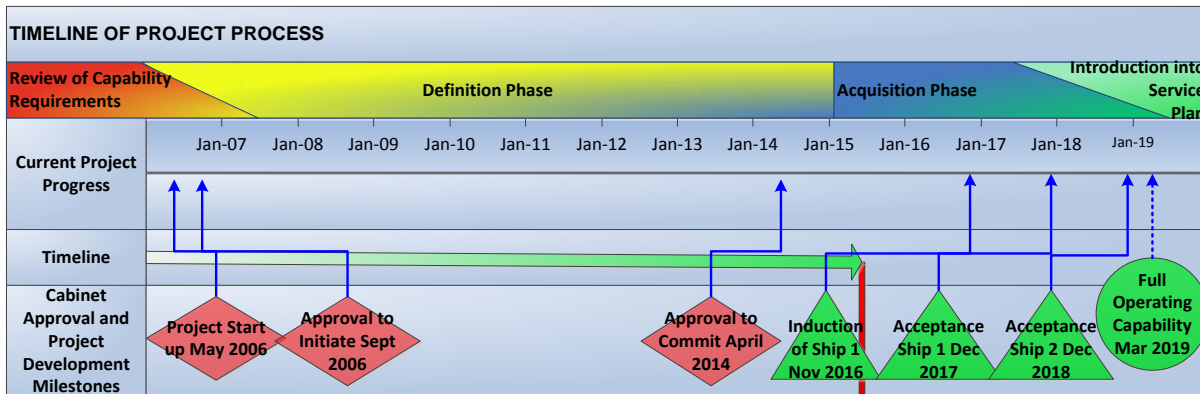 TIMELINE OF PROJECT PROCESS
Review of Capability
Requirements
Definition Phase
Acquisition Phase
Introduction into
Service
Plan
Current Project
Progress
Jan-07
Jan-08
Jan-09
Jan-10
Jan-11
Jan-12
Jan-13
Jan-14
Jan-15
Jan-16
Jan-17
Jan-18
Jan-19
Timeline
Cabinet
Approval and
Project
Development
Milestones
Project Start
up May 2006
Approval to
Initiate Sept
2006
Approval to
Commit April
2014
Induction
of Ship 1
Nov 2016
Acceptance
Ship 1 Dec
2017
Acceptance
Ship 2 Dec
2018
Full
Operating
Capability
Mar 2019